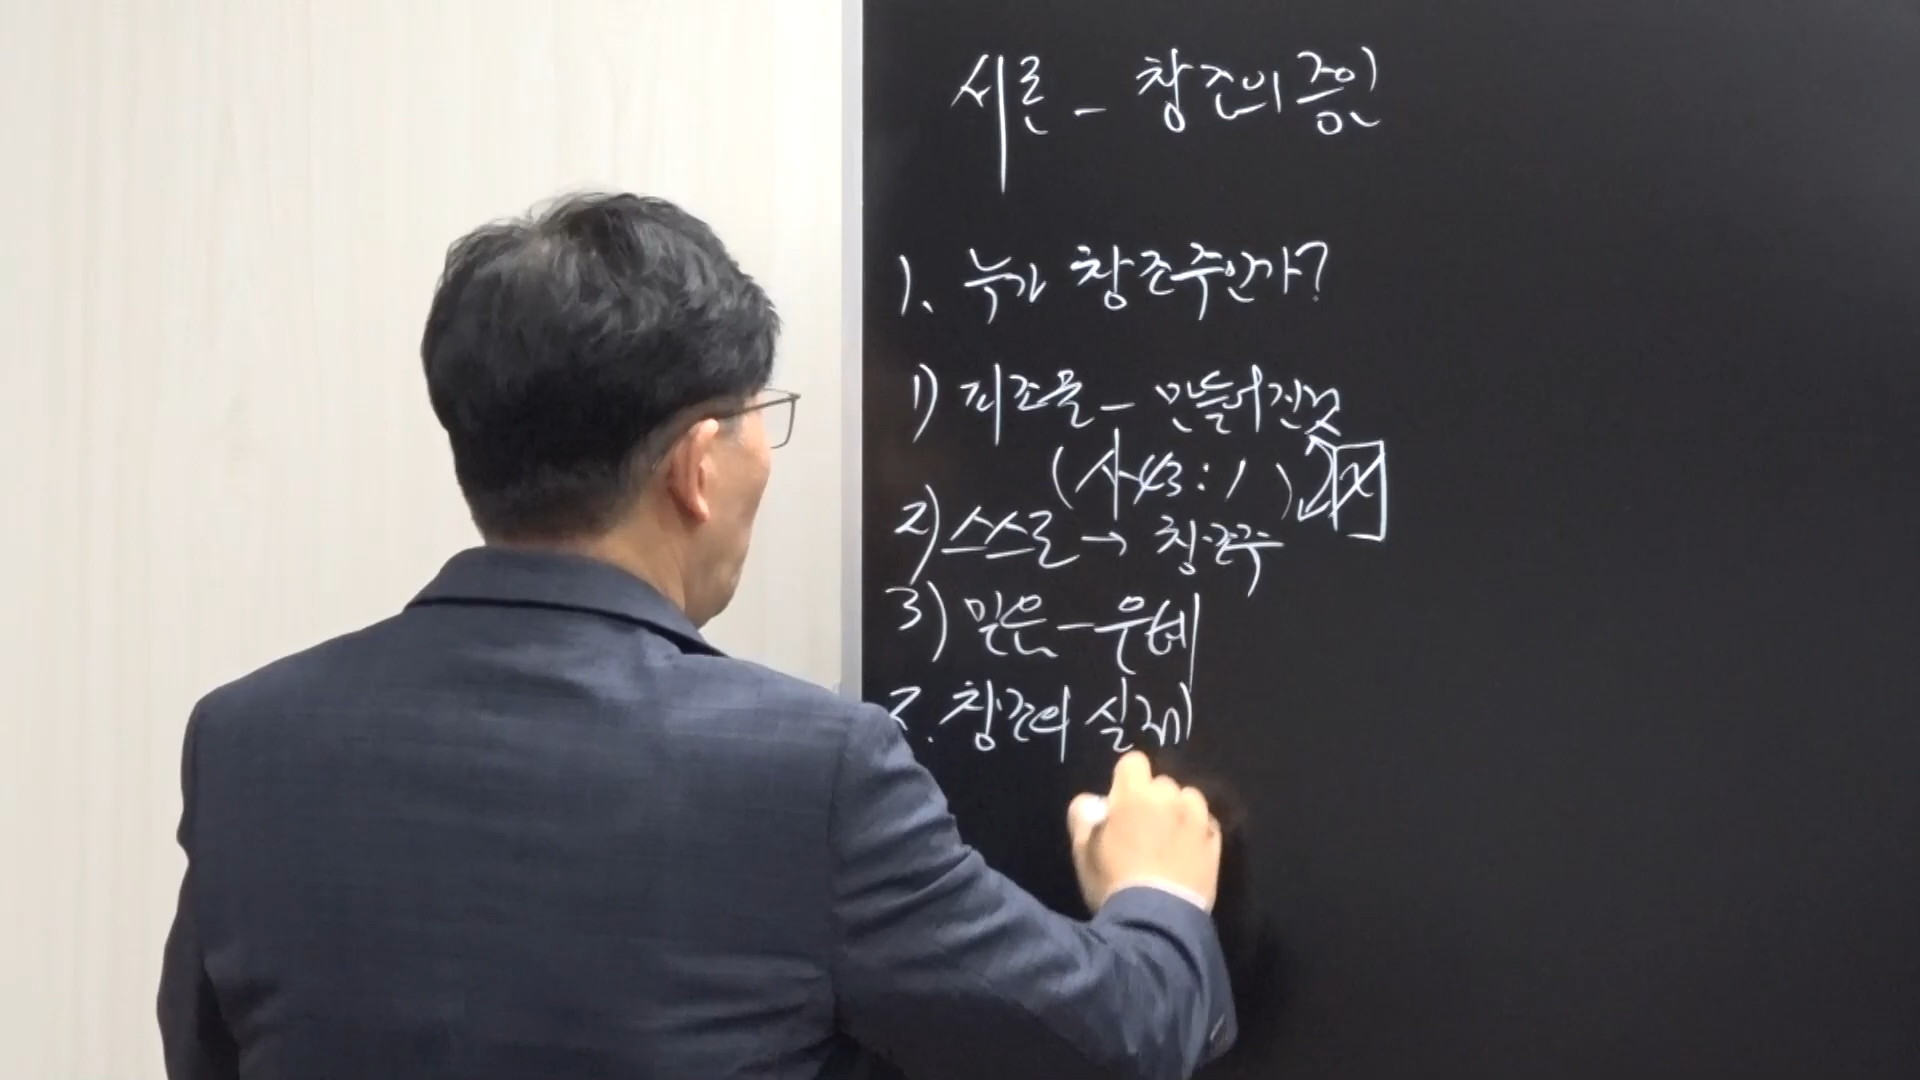 서론 - 창조의 증인
1. 누가 창조주인가?
1) 피조물 - 만들어진 것
(사43:1)
2) 스스로 → 창조주
3) 믿은 - 은혜
2. 창조의 실제